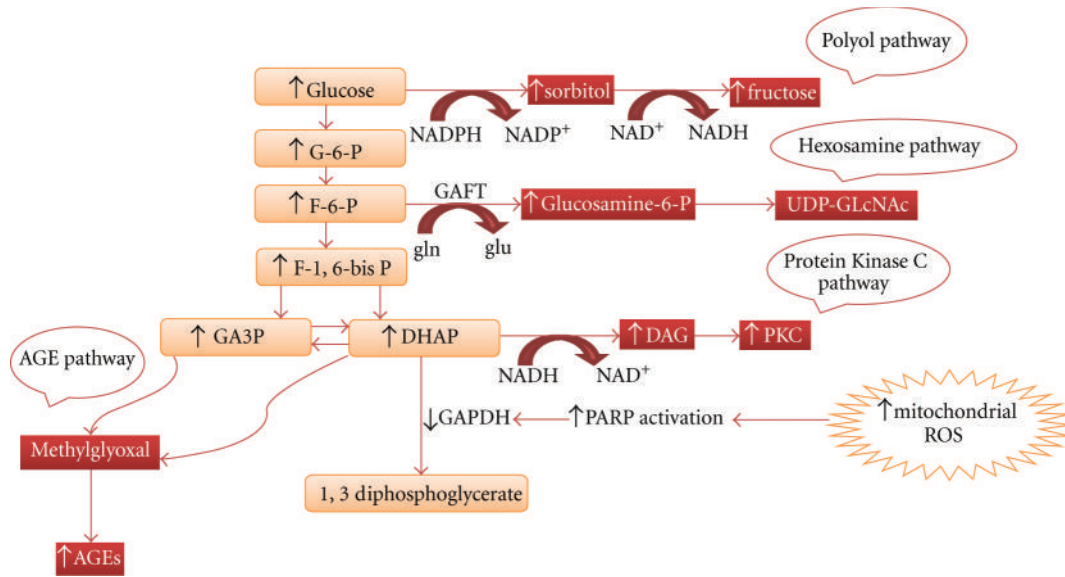 Polyol pathway
↑Glucose
↑sorbitol
↑fructose
NADPH
NADP+
NAD+
NADH
Hexosamine pathway
↑ G-6-P
GAFT
↑ F-6-P
↑Glucosamine-6-P
UDP-GLcNAc
gln
glu
Protein Kinase C
pathway
↑ F-1, 6-bis P
↑ GA3P
↑ DHAP
↑ DAG
↑ PKC
AGE pathway
NADH
NAD+
↓GAPDH
↑PARP activation
↑mitochondrial
ROS
Methylglyoxal
1, 3 diphosphoglycerate
↑AGEs